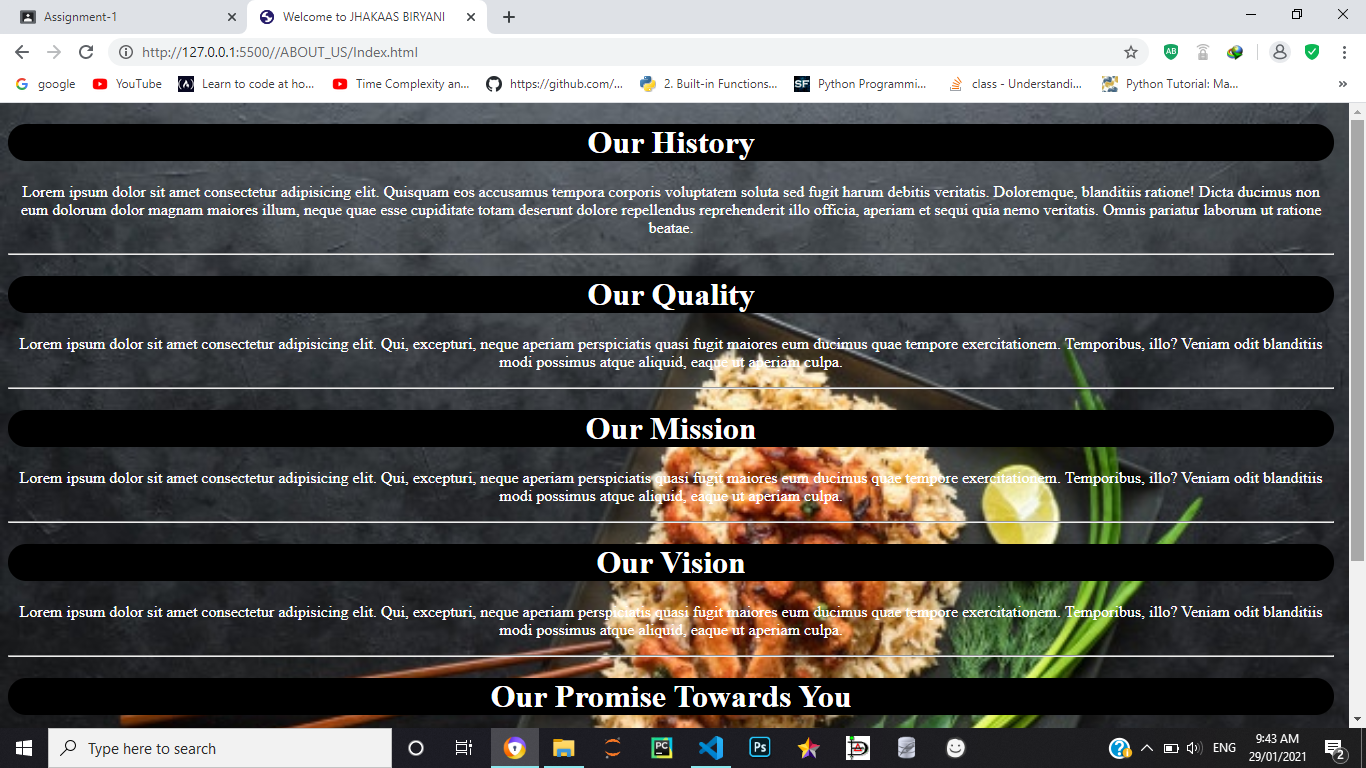 Assignment-1
Welcome to JHAKAAS BIRYANI
http://127.0.0.1:5500//ABOUT_US/Index.html
google
YouTube
Learn to code at ho...
Time Complexity an...
https://github.com/...
2. Built-in Functions...
Python Programmi...
class - Understandi...
Python Tutorial: Ma...
Our History
Lorem ipsum dolor sit amet consectetur adipisicing elit. Quisquam eos accusamus tempora corporis voluptatem soluta sed fugit harum debitis veritatis. Doloremque, blanditiis ratione! Dicta ducimus non
eum dolorum dolor magnam maiores illum, neque quae esse cupiditate totam deserunt dolore repellendus reprehenderit illo officia, aperiam et sequi quia nemo veritatis. Omnis pariatur laborum ut ratione
beatae.
Our Quality
Lorem ipsum dolor sit amet consectetur adipisicing elit. Qui, excepturi, neque aperiam perspiciatis quasi fugit maiores eum ducimus quae tempore exercitationem. Temporibus, illo? Veniam odit blanditiis
modi possimus atque aliquid, eaque ut aperiam culpa.
Our Mission
Lorem ipsum dolor sit amet consectetur adipisicing elit. Qui, excepturi, neque aperiam perspiciatis quasi fugit maiores eum ducimus quae tempore exercitationem. Temporibus, illo? Veniam odit blanditiis
modi possimus atque aliquid, eaque ut aperiam culpa.
Our Vision
Lorem ipsum dolor sit amet consectetur adipisicing elit. Qui, excepturi, neque aperiam perspiciatis quasi fugit maiores eum ducimus quae tempore exercitationem. Temporibus, illo? Veniam odit blanditiis
modi possimus atque aliquid, eaque ut aperiam culpa.
Our Promise Towards You
Type here to search
ENG
9:43 AM
29/01/2021
2